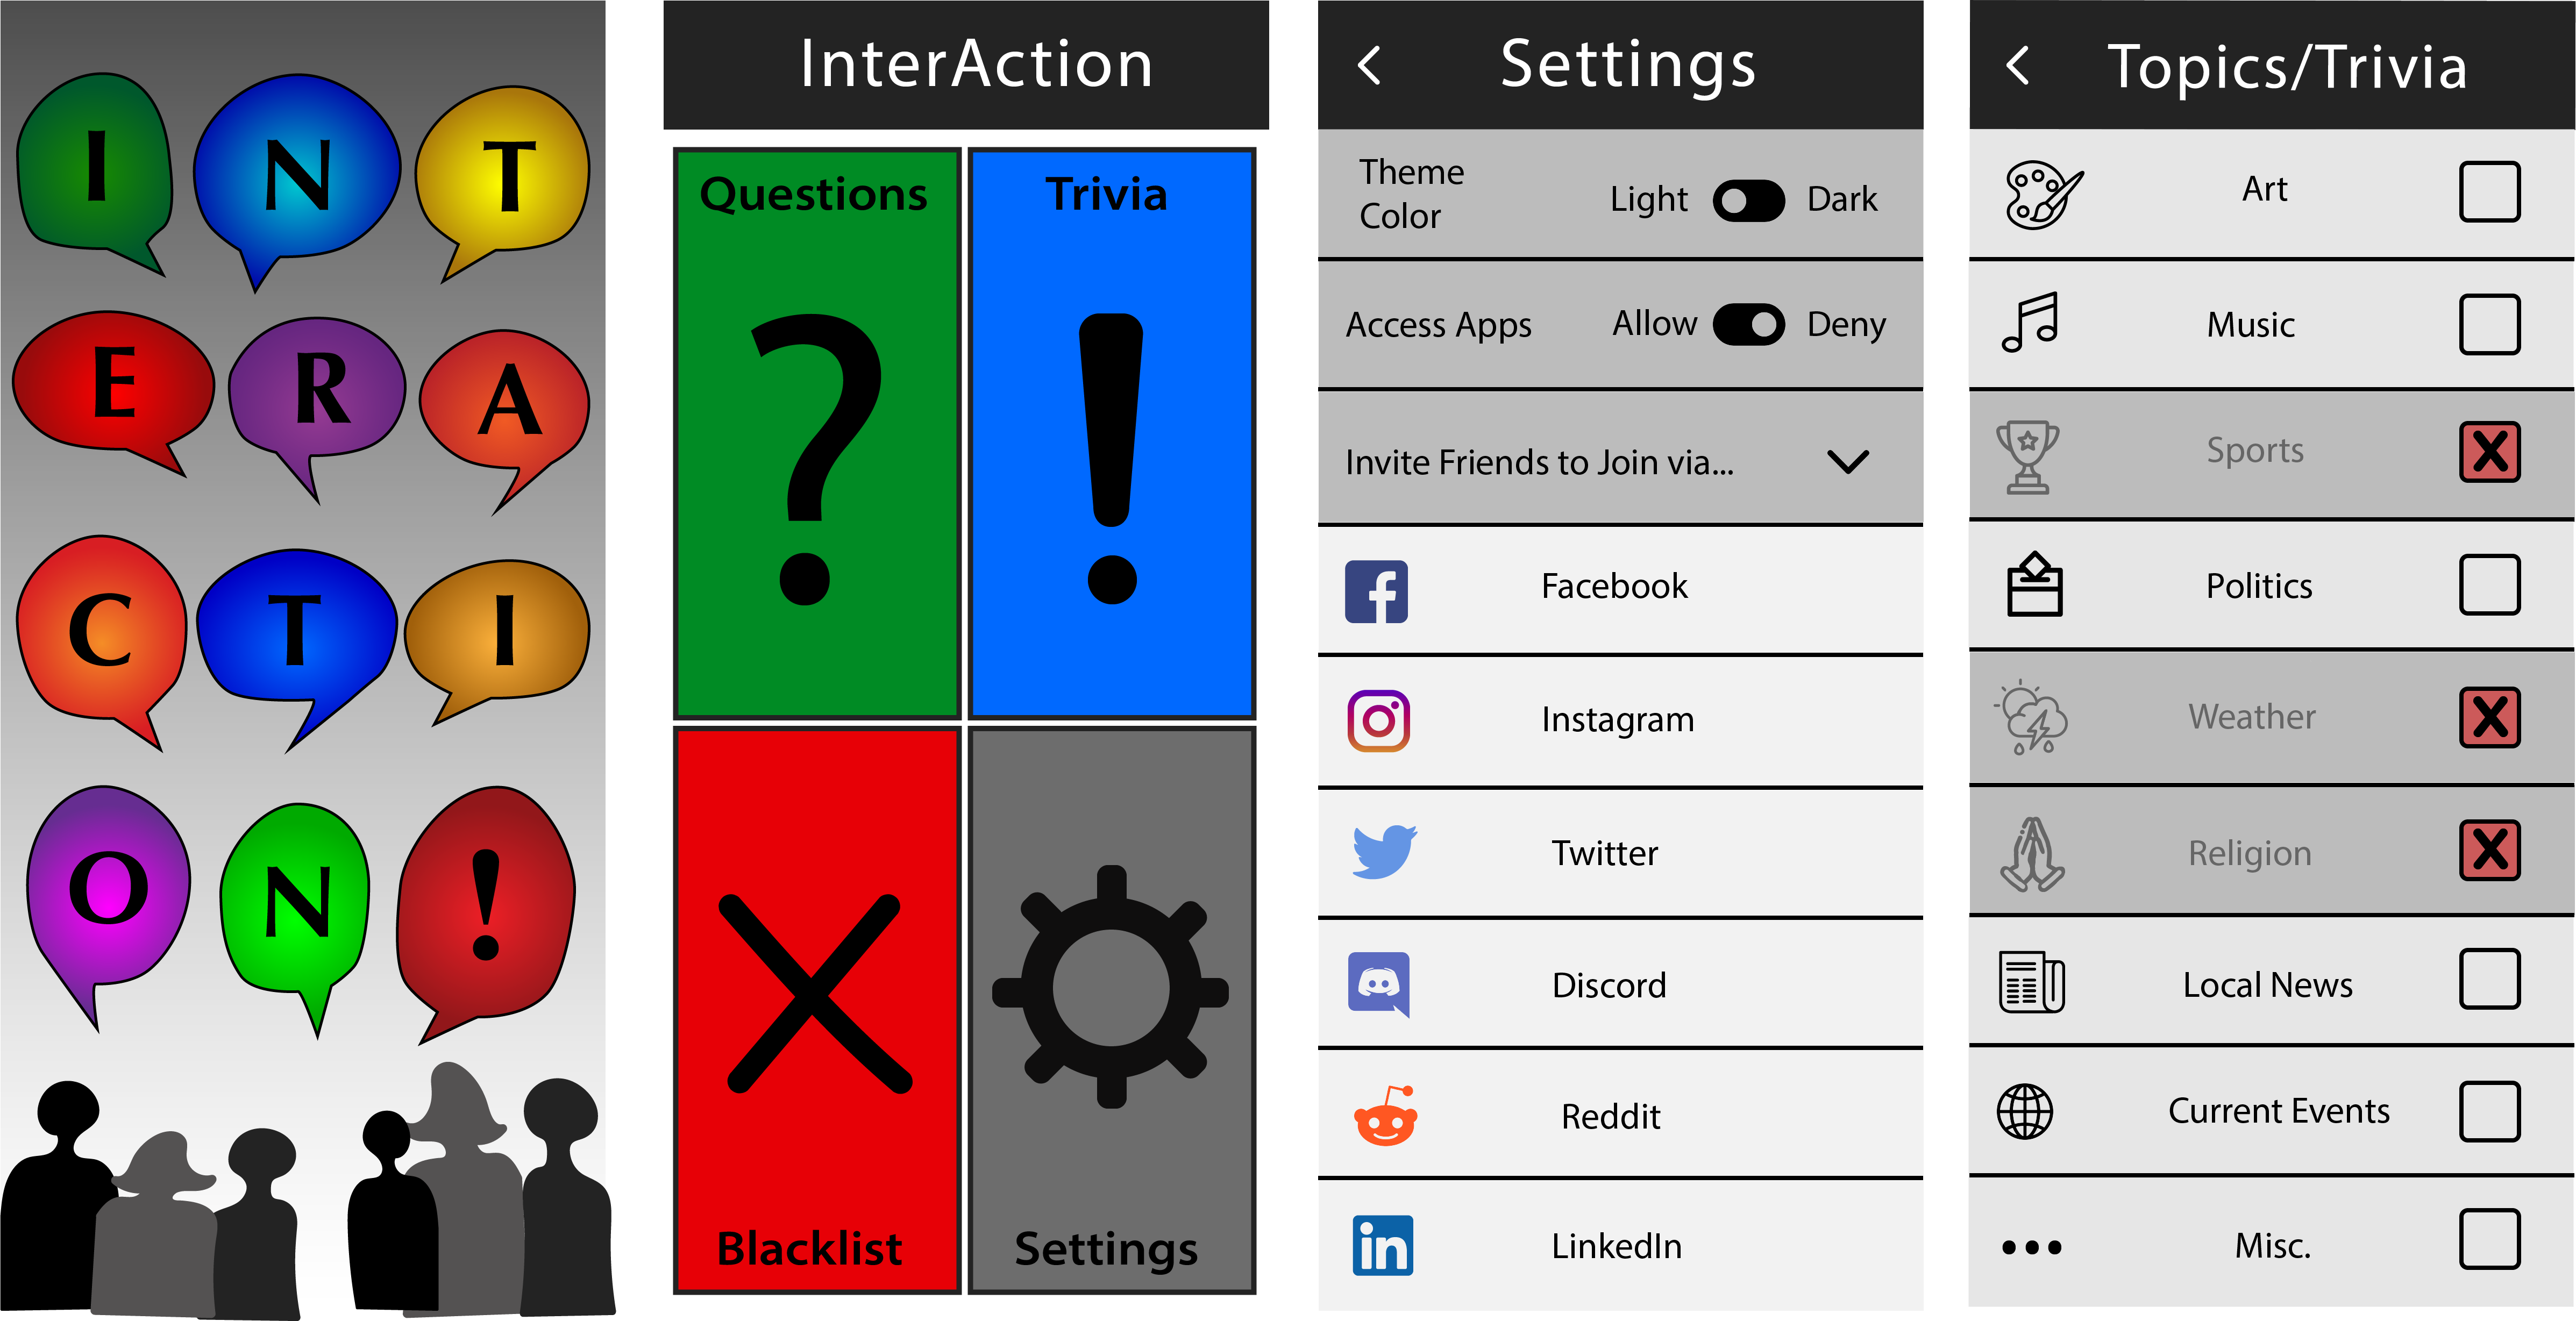 I N T
E R A
C T I
O N !
InterAction
Questions
Trivia
?
!
Blacklist
Settings
Settings
Theme
Color
Light Dark
Access Apps Allow Deny
Invite Friends to Join via...
Facebook
Instagram
Twitter
Discord
Reddit
in LinkedIn
Topics/Trivia
Art
Music
Sports X
Politics
Weather X
Religion X
Local News
Current Events
Misc.